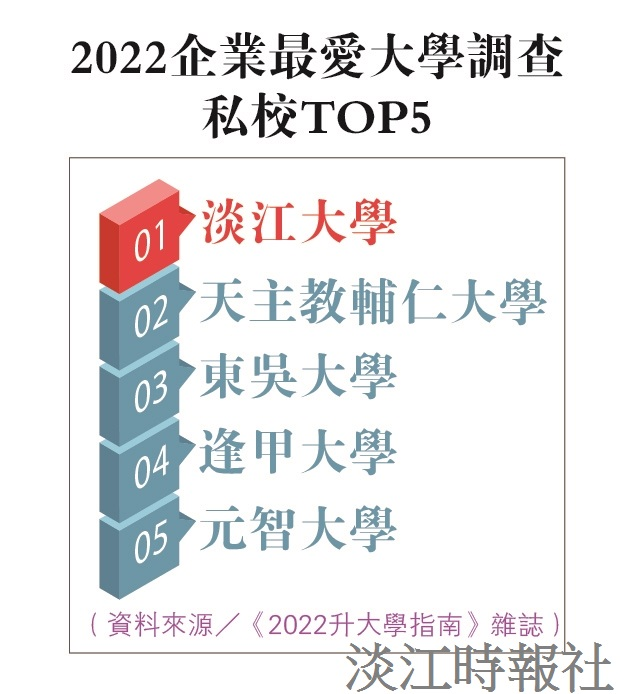 2022企業最愛大學調查
私校TOP5
01 淡江大學
02 天主教輔仁大學
03 東吳大學
04 逢甲大學
05 元智大學
（資料來源／《2022升大學指南》雜誌）
淡江時報社